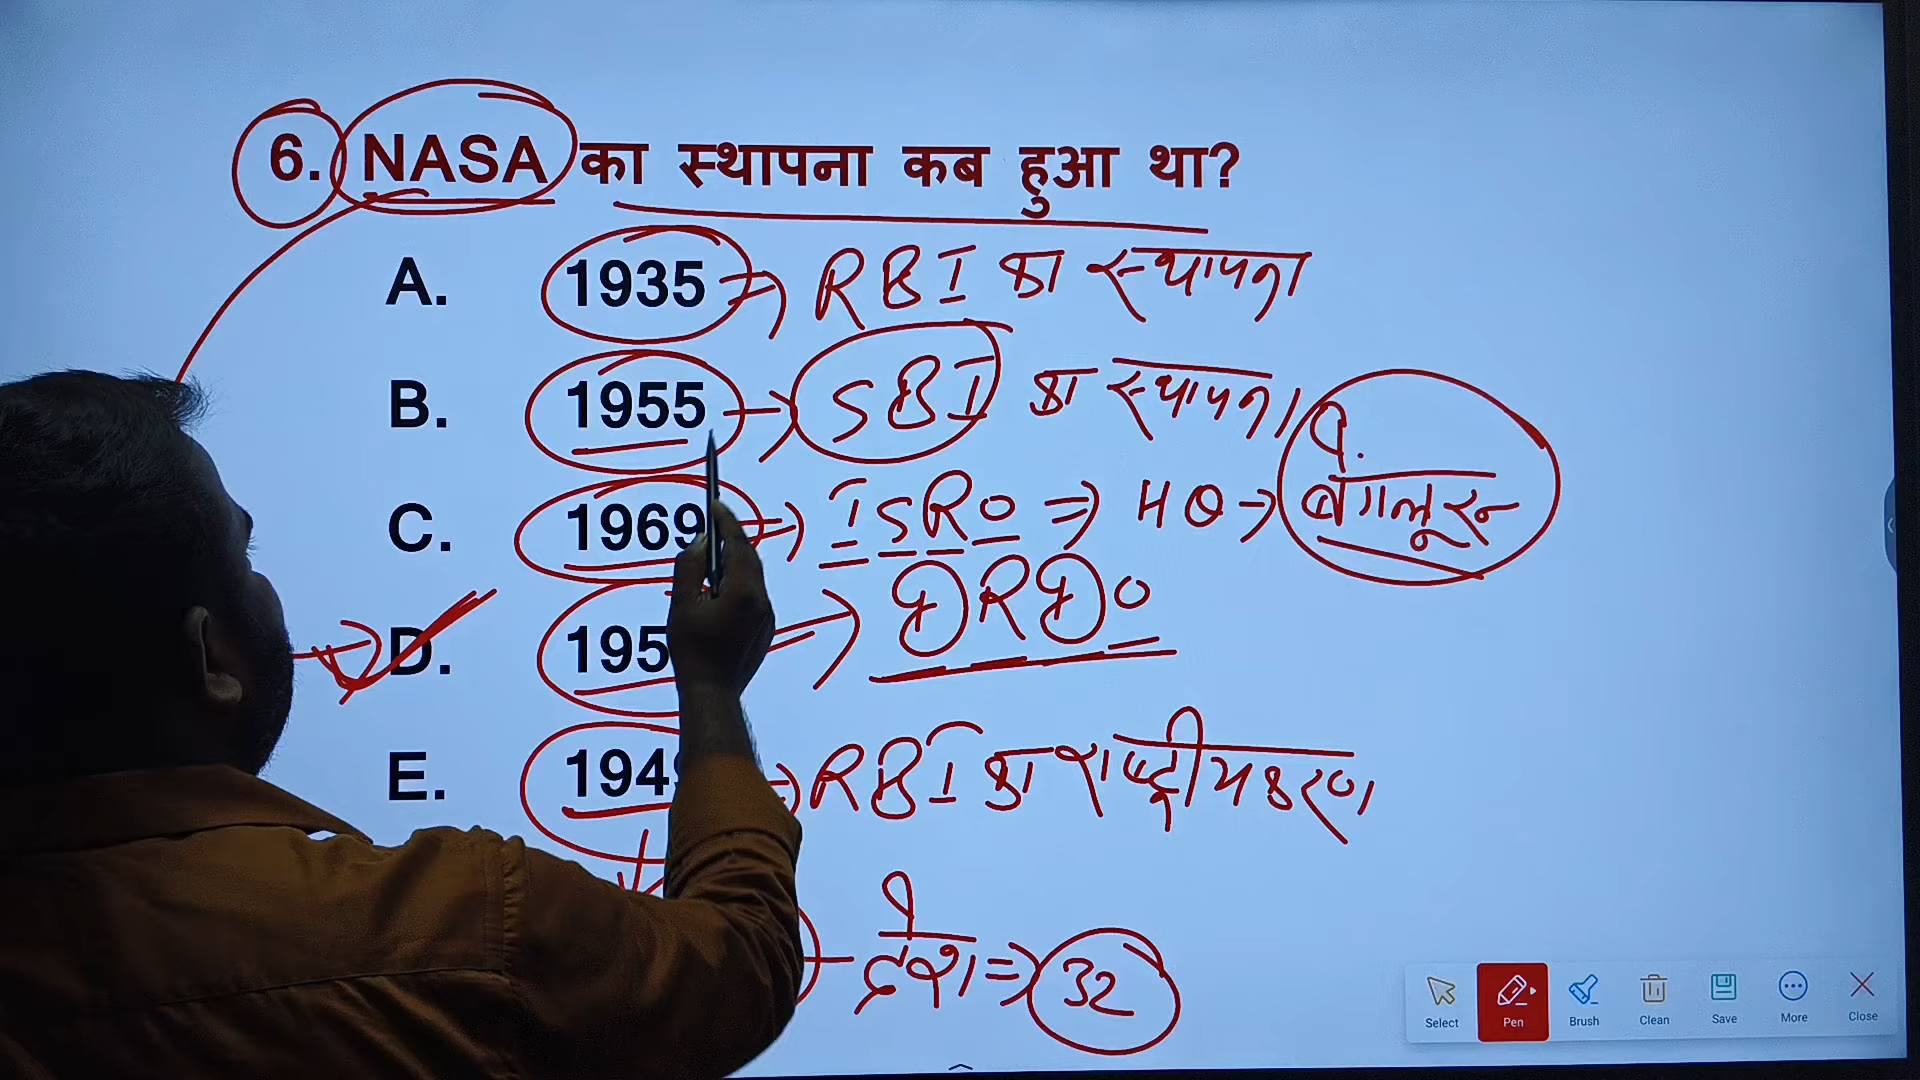 6. NASA का स्थापना कब हुआ था?
A. 1935 => RBI का स्थापना
B. 1955 -> SBI का स्थापना
C. 1969 => ISRO => HQ -> बंगलूरू
D. 195 => DRDO
E. 194 => RBI का राष्ट्रीयकरण
देश => 32
Select Pen Brush Clean Save More Close